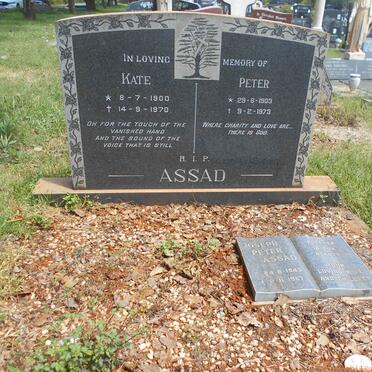 IN LOVING MEMORY OF
KATE
* 8-7-1900
† 14-9-1970
OH FOR THE TOUCH OF THE
VANISHED HAND
AND THE SOUND OF THE
VOICE THAT IS STILL
PETER
* 29-6-1903
† 9-2-1973
WHERE CHARITY AND LOVE ARE...
THERE IS GOD.
R.I.P.
ASSAD
JOSEPH
PETER
ASSAD